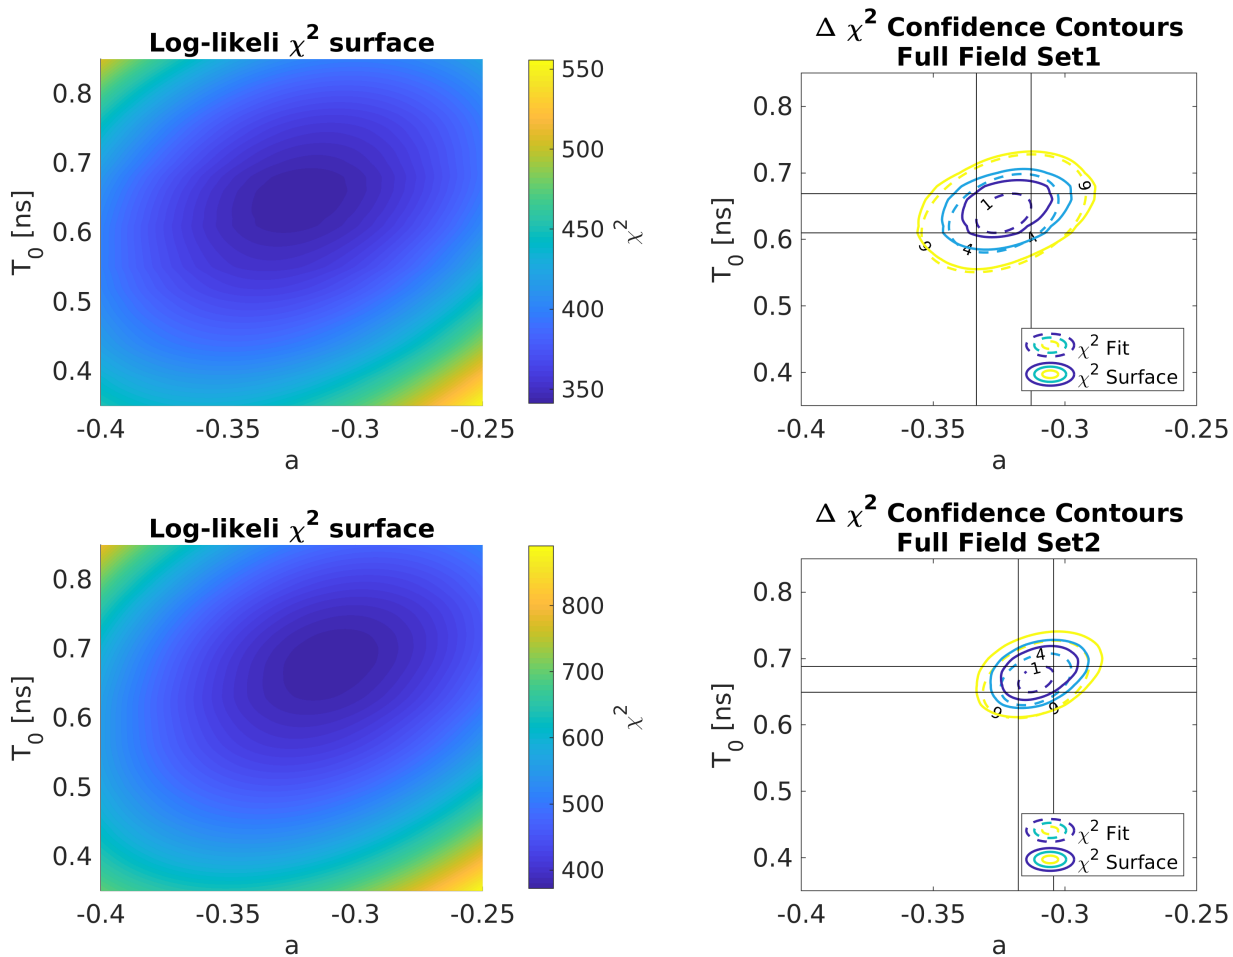 Log-likeli χ² surface
0.8
0.7
0.6
0.5
0.4
T₀ [ns]
-0.4
-0.35
-0.3
-0.25
a
550
500
450
400
350
χ²
Δ χ² Confidence Contours
Full Field Set1
0.8
0.7
0.6
0.5
0.4
T₀ [ns]
1
9
9
4
4
χ² Fit
χ² Surface
-0.4
-0.35
-0.3
-0.25
a
Log-likeli χ² surface
0.8
0.7
0.6
0.5
0.4
T₀ [ns]
-0.4
-0.35
-0.3
-0.25
a
800
700
600
500
400
χ²
Δ χ² Confidence Contours
Full Field Set2
0.8
0.7
0.6
0.5
0.4
T₀ [ns]
4
1
9
9
χ² Fit
χ² Surface
-0.4
-0.35
-0.3
-0.25
a